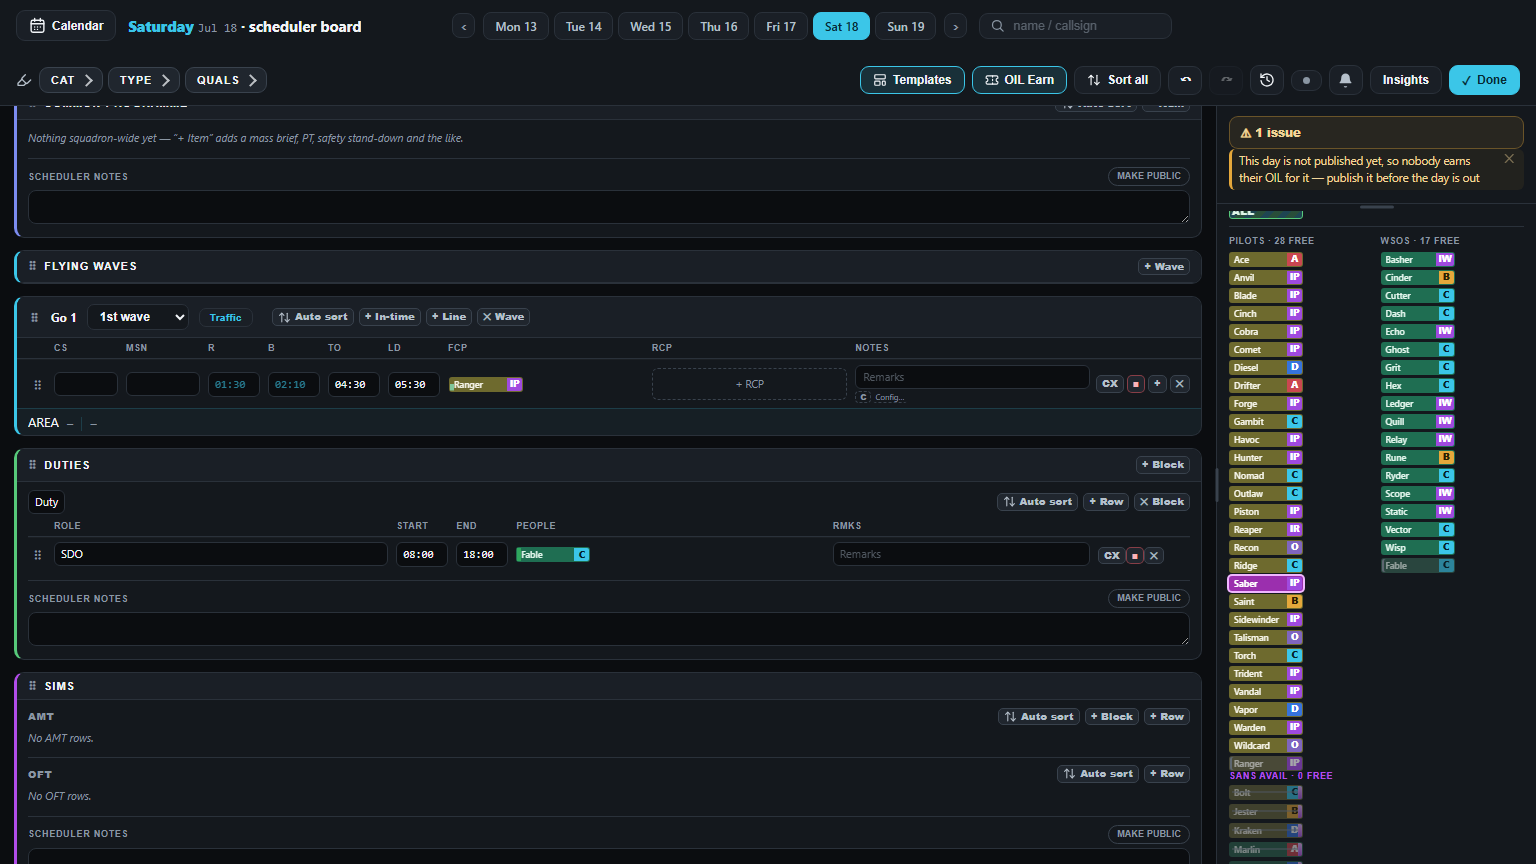 Calendar
Saturday Jul 18 · scheduler board
‹ Mon 13 Tue 14 Wed 15 Thu 16 Fri 17 Sat 18 Sun 19 ›
name / callsign
CAT TYPE QUALS
Templates OIL Earn Sort all Insights ✓ Done
Nothing squadron-wide yet — "+ Item" adds a mass brief, PT, safety stand-down and the like.
SCHEDULER NOTES MAKE PUBLIC
FLYING WAVES + Wave
Go 1 1st wave Traffic Auto sort + In-time + Line × Wave
CS MSN R B TO LD FCP RCP NOTES
01:30 02:10 04:30 05:30 Ranger IP + RCP Remarks CX + ×
C Config...
AREA – –
DUTIES + Block
Duty Auto sort + Row × Block
ROLE START END PEOPLE RMKS
SDO 08:00 18:00 Fable C Remarks CX ×
SCHEDULER NOTES MAKE PUBLIC
SIMS
AMT Auto sort + Block + Row
No AMT rows.
OFT Auto sort + Row
No OFT rows.
SCHEDULER NOTES MAKE PUBLIC
⚠ 1 issue
This day is not published yet, so nobody earns
their OIL for it — publish it before the day is out
PILOTS · 28 FREE
Ace A
Anvil IP
Blade IP
Cinch IP
Cobra IP
Comet IP
Diesel D
Drifter A
Forge IP
Gambit C
Havoc IP
Hunter IP
Nomad C
Outlaw C
Piston IP
Reaper IR
Recon O
Ridge C
Saber IP
Saint B
Sidewinder IP
Talisman O
Torch C
Trident IP
Vandal IP
Vapor D
Warden IP
Wildcard O
Ranger IP
WSOS · 17 FREE
Basher IW
Cinder B
Cutter C
Dash C
Echo IW
Ghost C
Grit C
Hex C
Ledger IW
Quill IW
Relay IW
Rune B
Ryder C
Scope IW
Static IW
Vector C
Wisp C
Fable C
SANS AVAIL · 0 FREE
Bolt C
Jester B
Kraken D
Marlin A